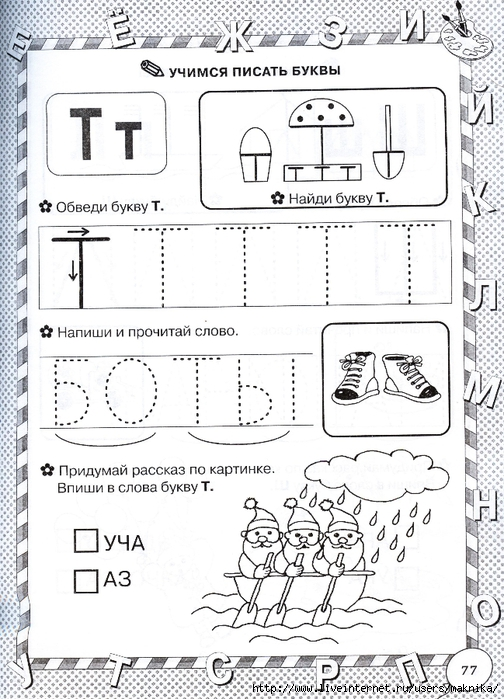 Ё Ж З И
УЧИМСЯ ПИСАТЬ БУКВЫ
Т т
Найди букву Т.
Обведи букву Т.
Т Т Т Т Т
Напиши и прочитай слово.
БОТЫ
Придумай рассказ по картинке.
Впиши в слова букву Т.
УЧА
АЗ
Й
К
Л
М
Н
О
У Т С Р П
77
http://www.liveinternet.ru/users/maknika/